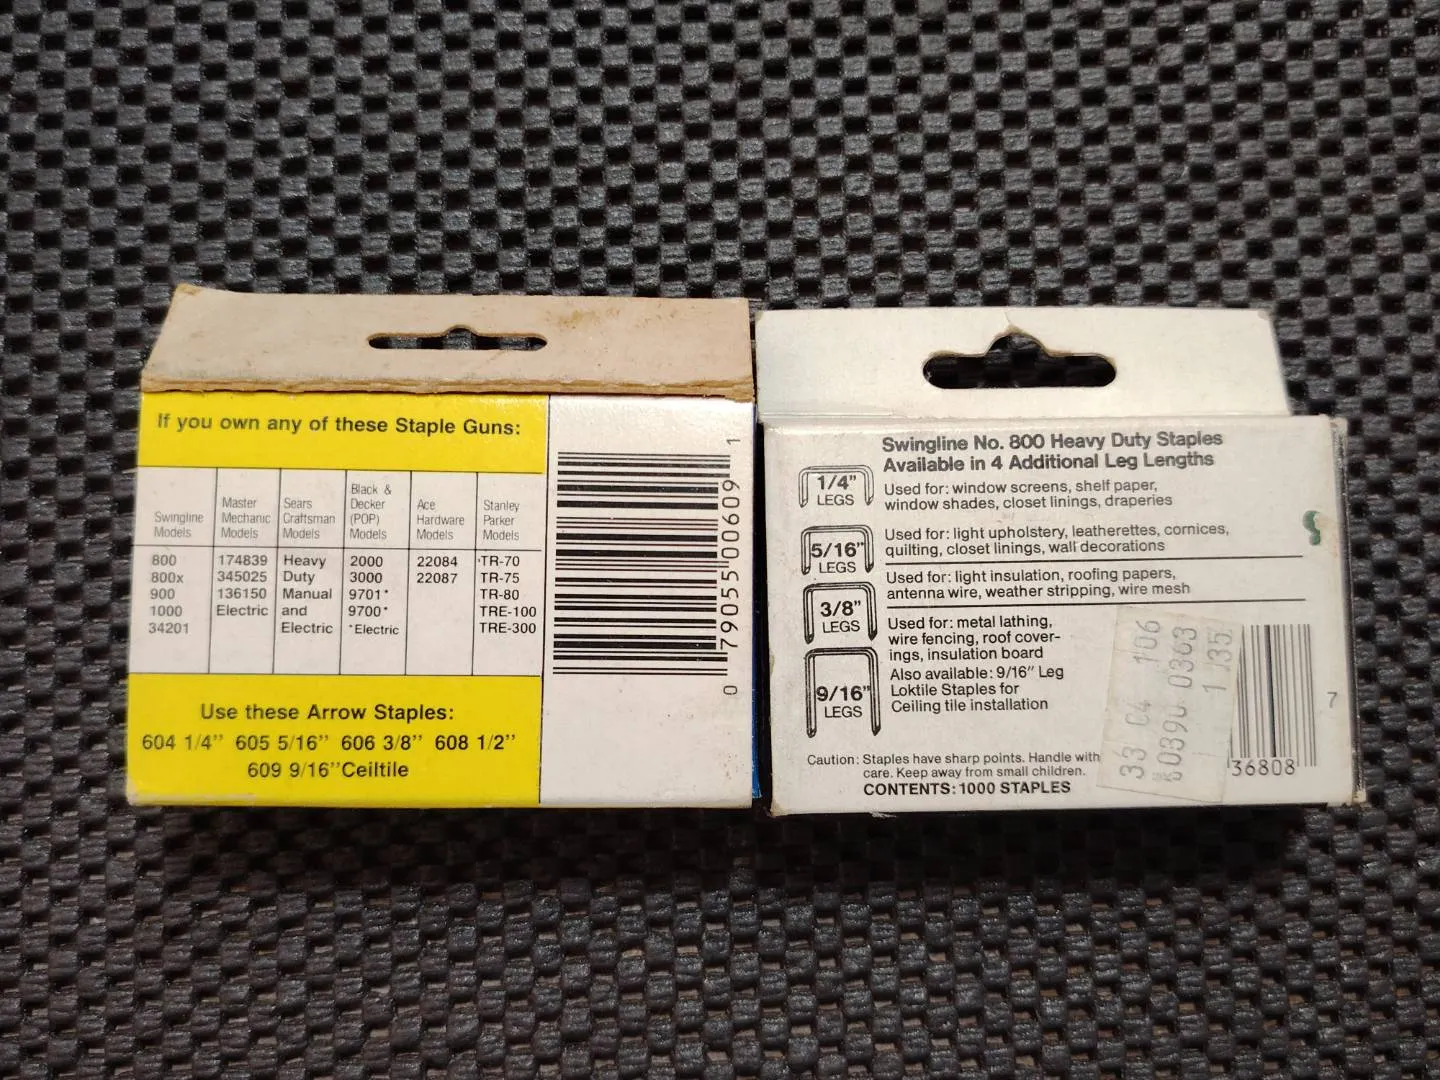 If you own any of these Staple Guns:
Swingline Models
Master Mechanic Models
Sears Craftsman Models
Black & Decker (POP) Models
Ace Hardware Models
Stanley Parker Models
800 174839 Heavy 2000 22084 TR-70
800x 345025 Duty 3000 22087 TR-75
900 136150 Manual 9701* TR-80
1000 Electric and 9700* TRE-100
34201 Electric *Electric TRE-300
Use these Arrow Staples:
604 1/4" 605 5/16" 606 3/8" 608 1/2"
609 9/16" Ceiltile
0 79055 00609 1
Swingline No. 800 Heavy Duty Staples
Available in 4 Additional Leg Lengths
1/4"
LEGS
Used for: window screens, shelf paper,
window shades, closet linings, draperies
5/16"
LEGS
Used for: light upholstery, leatherettes, cornices,
quilting, closet linings, wall decorations
3/8"
LEGS
Used for: light insulation, roofing papers,
antenna wire, weather stripping, wire mesh
9/16"
LEGS
Used for: metal lathing,
wire fencing, roof cover-
ings, insulation board
Also available: 9/16" Leg
Loktile Staples for
Ceiling tile installation
Caution: Staples have sharp points. Handle with
care. Keep away from small children.
CONTENTS: 1000 STAPLES
33 04 106
0390 0363
1.35
36808
7